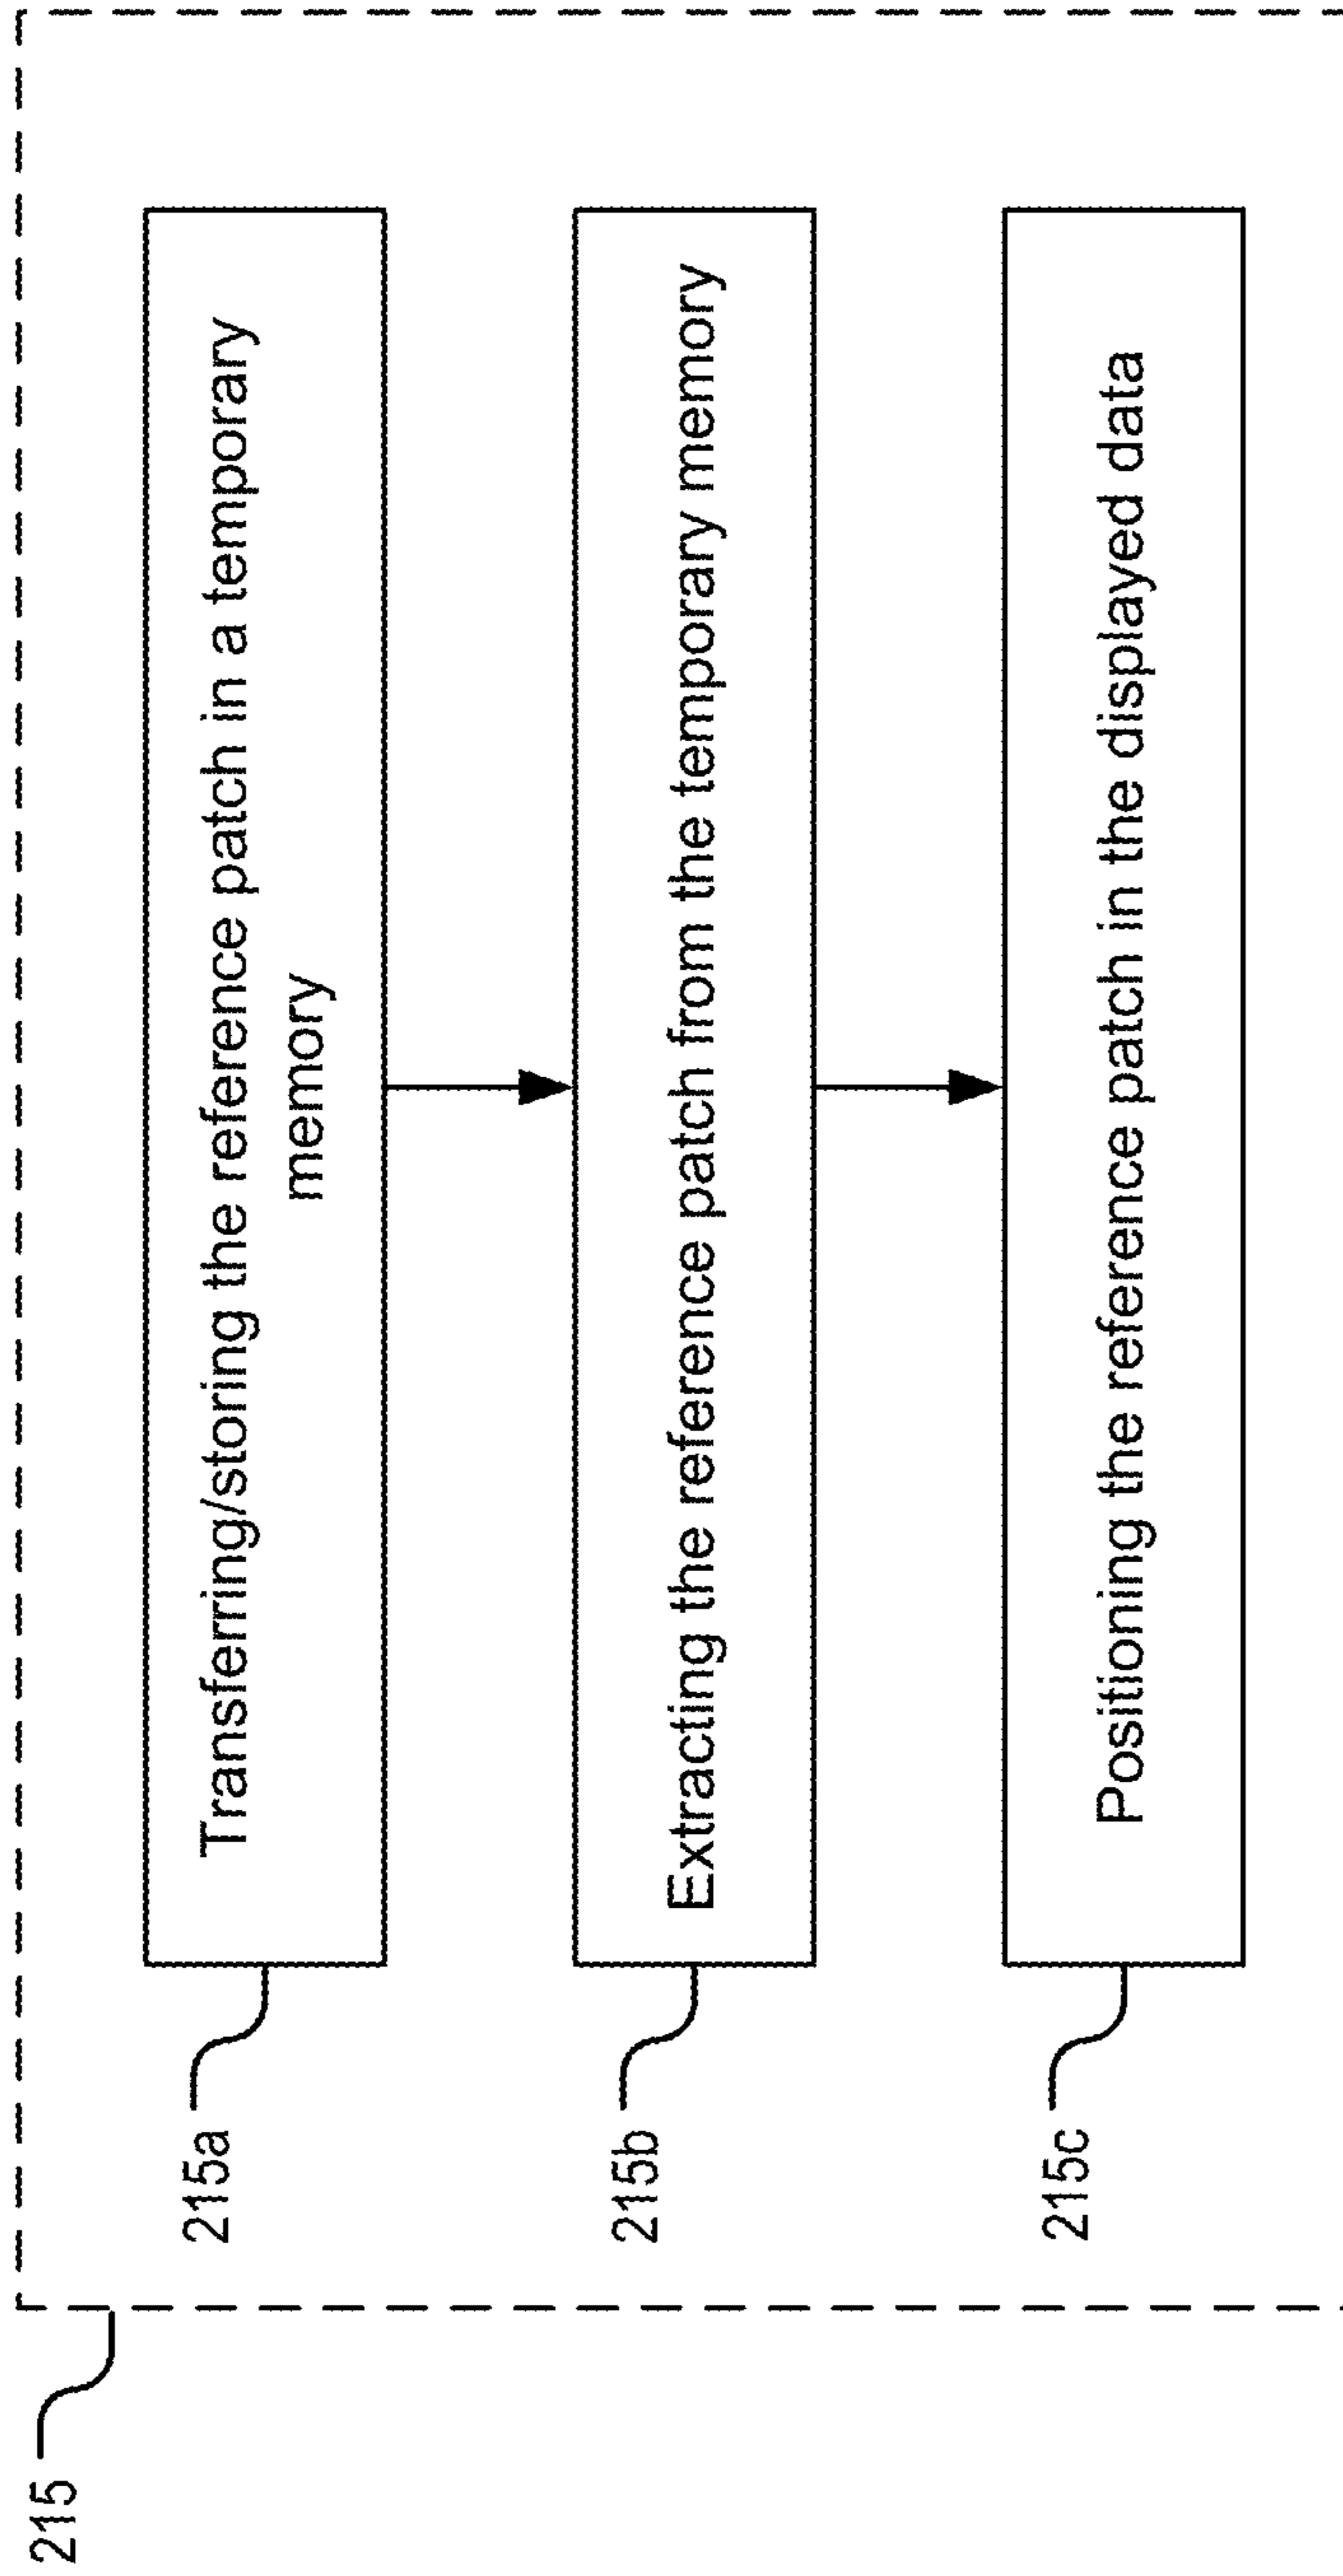 215
215a
Transferring/storing the reference patch in a temporary
memory
215b
Extracting the reference patch from the temporary memory
215c
Positioning the reference patch in the displayed data